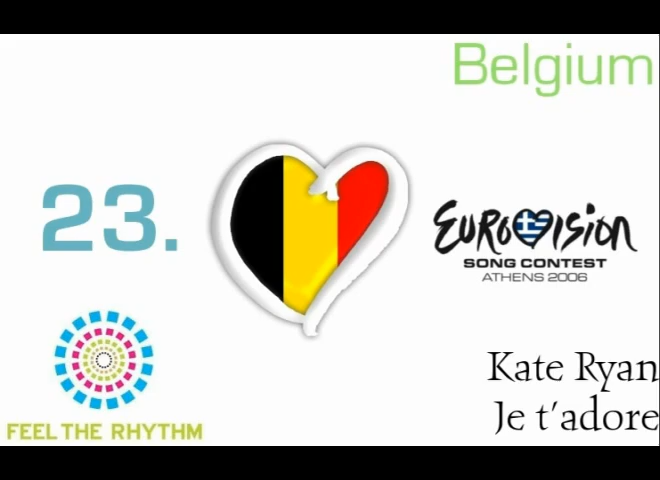 Belgium
23.
EUROVISION
SONG CONTEST
ATHENS 2006
FEEL THE RHYTHM
Kate Ryan
Je t'adore